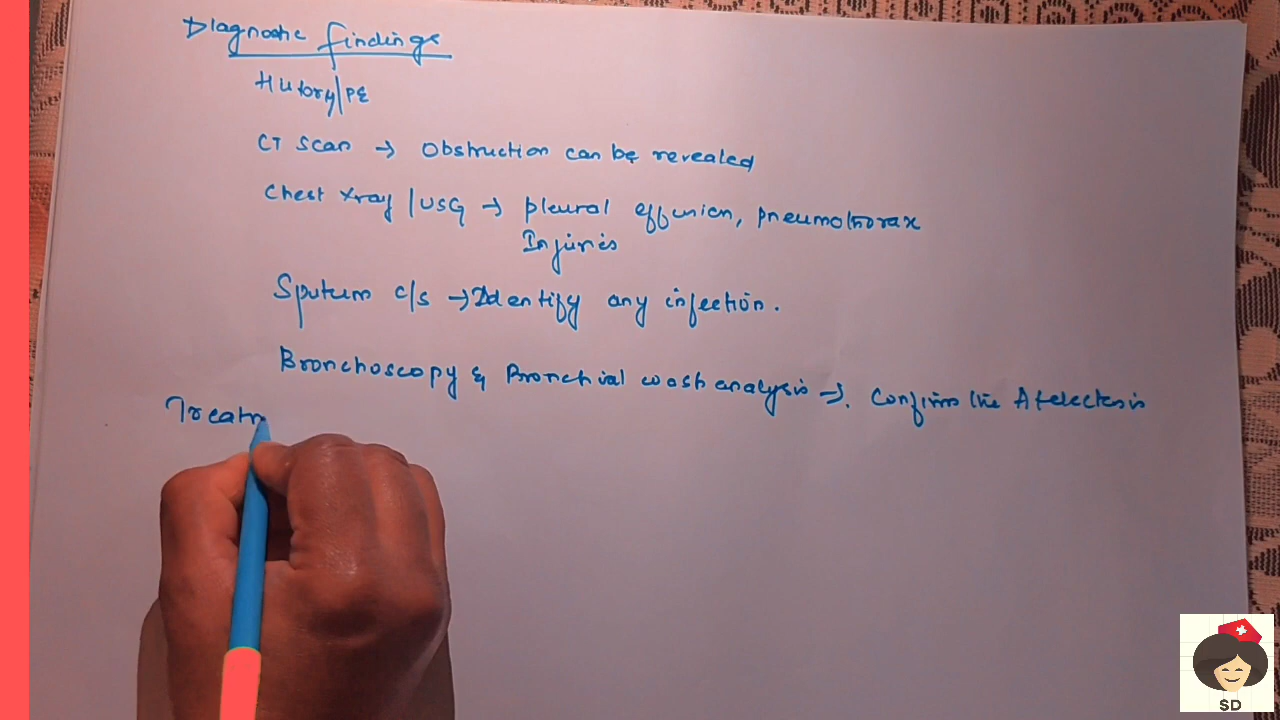 Diagnostic findings
History/PE
CT scan → Obstruction can be revealed
Chest xray/USG → pleural effusion, pneumothorax
Injuries
Sputum c/s → Identify any infection.
Bronchoscopy & Bronchial wash analysis →. Confirm the Atelectasis
Treatm
SD